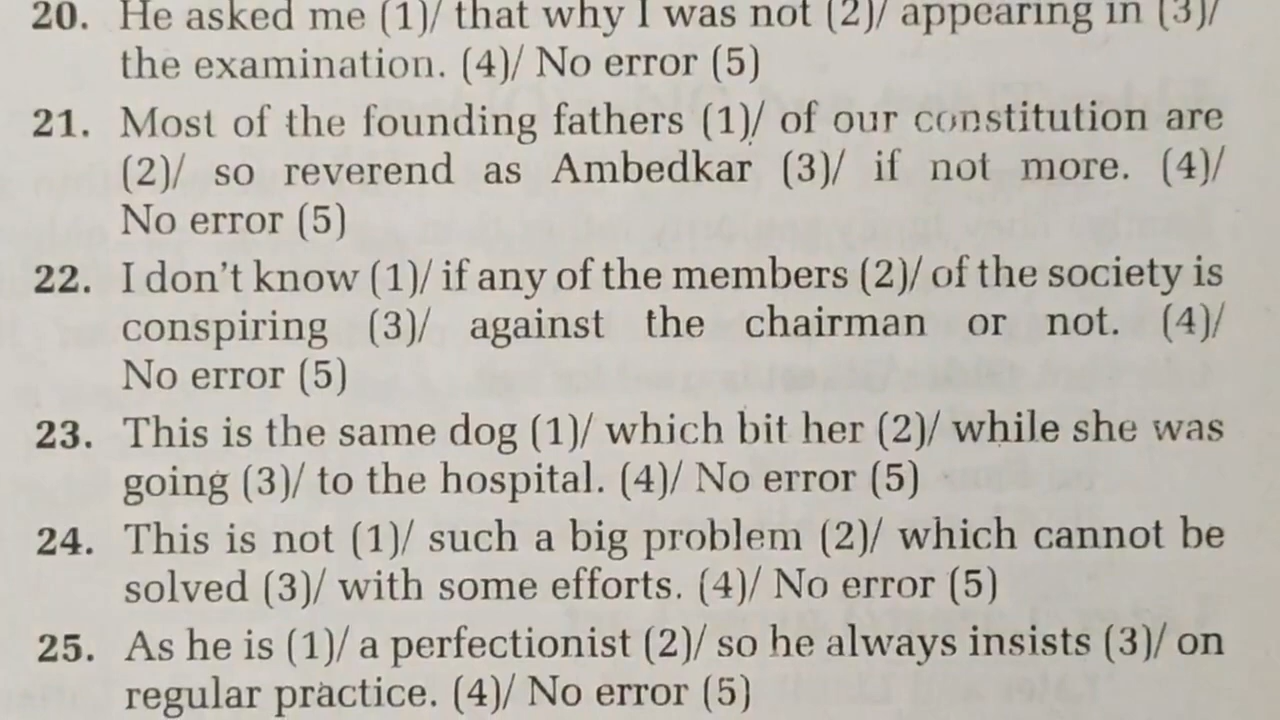 20. He asked me (1)/ that why I was not (2)/ appearing in (3)/
the examination. (4)/ No error (5)
21. Most of the founding fathers (1)/ of our constitution are
(2)/ so reverend as Ambedkar (3)/ if not more. (4)/
No error (5)
22. I don't know (1)/ if any of the members (2)/ of the society is
conspiring (3)/ against the chairman or not. (4)/
No error (5)
23. This is the same dog (1)/ which bit her (2)/ while she was
going (3)/ to the hospital. (4)/ No error (5)
24. This is not (1)/ such a big problem (2)/ which cannot be
solved (3)/ with some efforts. (4)/ No error (5)
25. As he is (1)/ a perfectionist (2)/ so he always insists (3)/ on
regular practice. (4)/ No error (5)